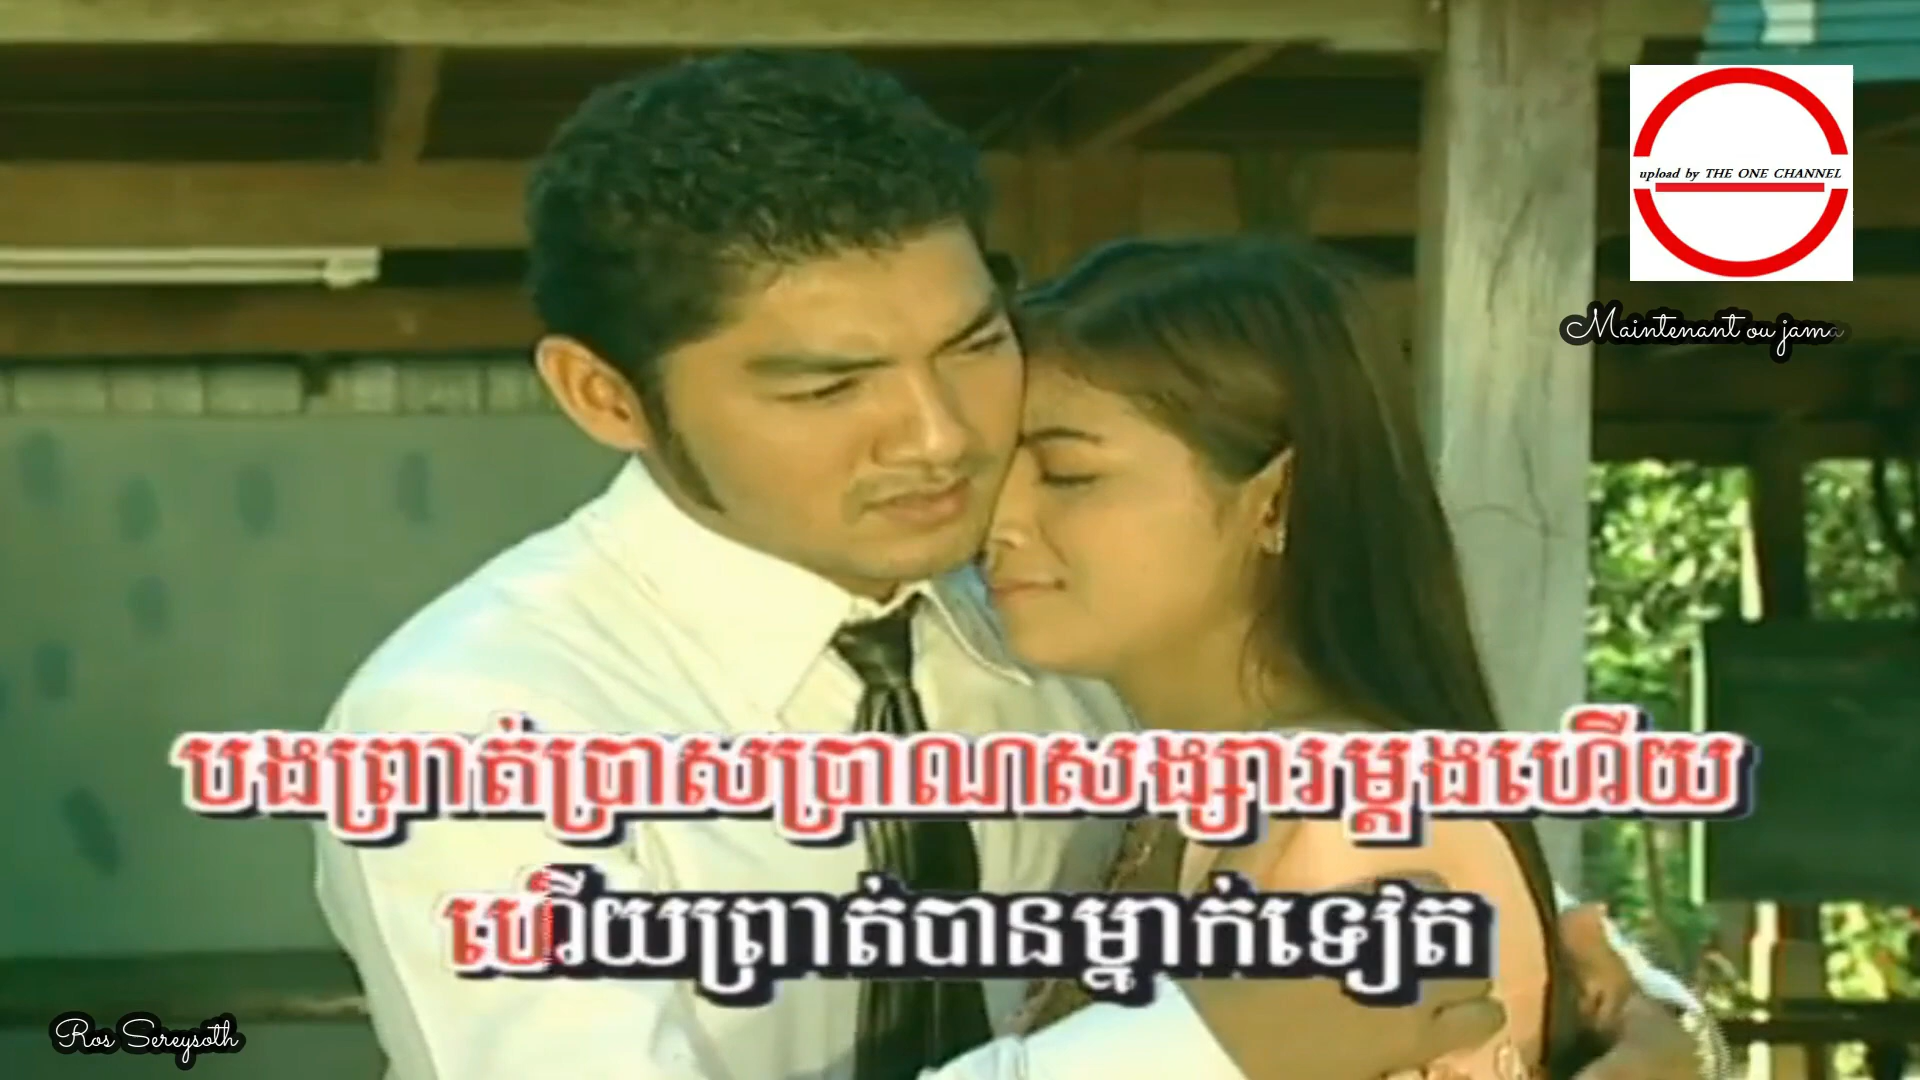 upload by THE ONE CHANNEL
Maintenant ou jama
បងព្រាត់ប្រាសប្រាណសង្សារម្ដងហើយ
ហើយព្រាត់បានម្នាក់ទៀត
Ros Sereysoth